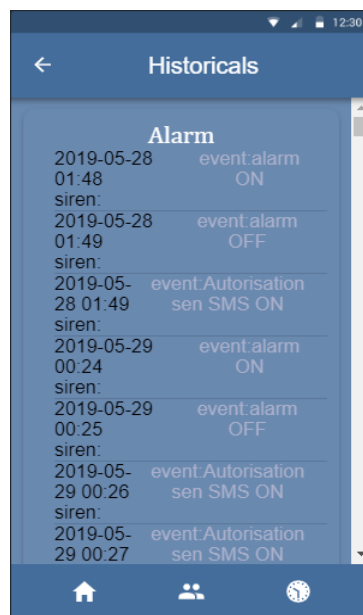 12:30
Historicals
Alarm
2019-05-28 event:alarm
01:48 ON
siren:
2019-05-28 event:alarm
01:49 OFF
siren:
2019-05- event:Autorisation
28 01:49 sen SMS ON
siren:
2019-05-29 event:alarm
00:24 ON
siren:
2019-05-29 event:alarm
00:25 OFF
siren:
2019-05- event:Autorisation
29 00:26 sen SMS ON
siren:
2019-05- event:Autorisation
29 00:27 sen SMS ON